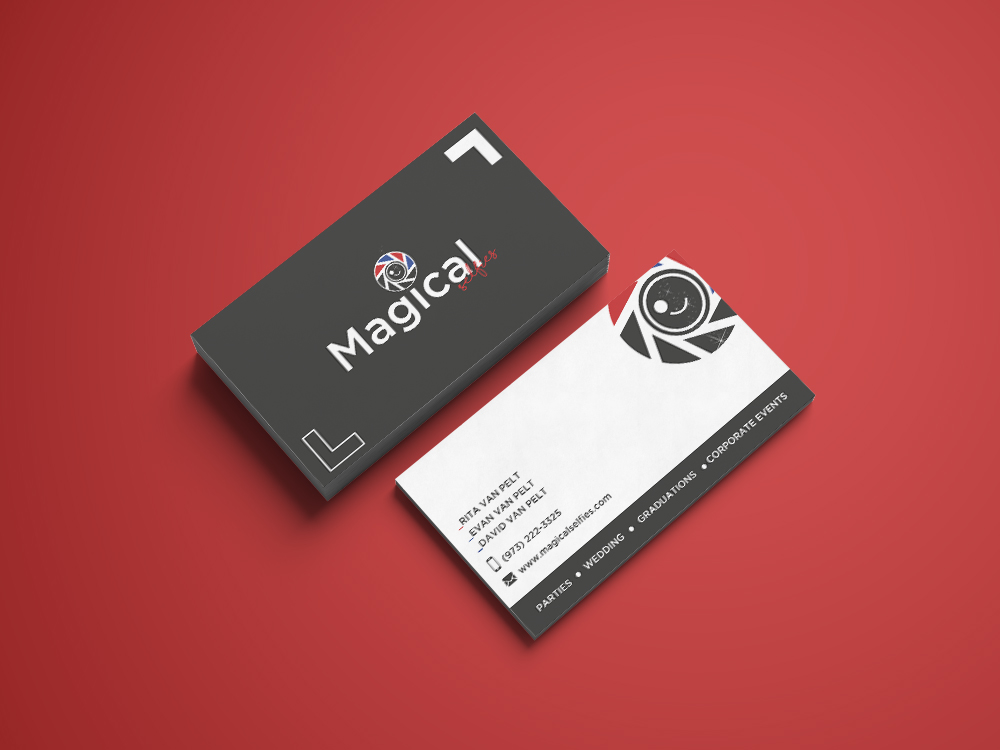 Magical
selfies
RITA VAN PELT
EVAN VAN PELT
DAVID VAN PELT
(973) 222-3325
www.magicalselfies.com
PARTIES • WEDDING • GRADUATIONS • CORPORATE EVENTS